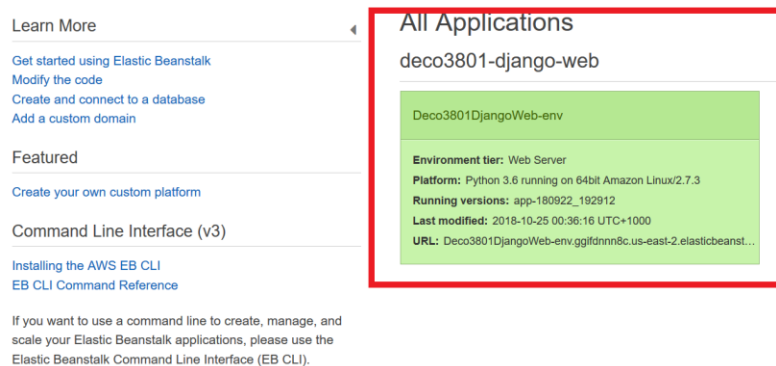 Learn More
Get started using Elastic Beanstalk
Modify the code
Create and connect to a database
Add a custom domain
Featured
Create your own custom platform
Command Line Interface (v3)
Installing the AWS EB CLI
EB CLI Command Reference
If you want to use a command line to create, manage, and
scale your Elastic Beanstalk applications, please use the
Elastic Beanstalk Command Line Interface (EB CLI).
All Applications
deco3801-django-web
Deco3801DjangoWeb-env
Environment tier: Web Server
Platform: Python 3.6 running on 64bit Amazon Linux/2.7.3
Running versions: app-180922_192912
Last modified: 2018-10-25 00:36:16 UTC+1000
URL: Deco3801DjangoWeb-env.ggifdnnn8c.us-east-2.elasticbeanst...